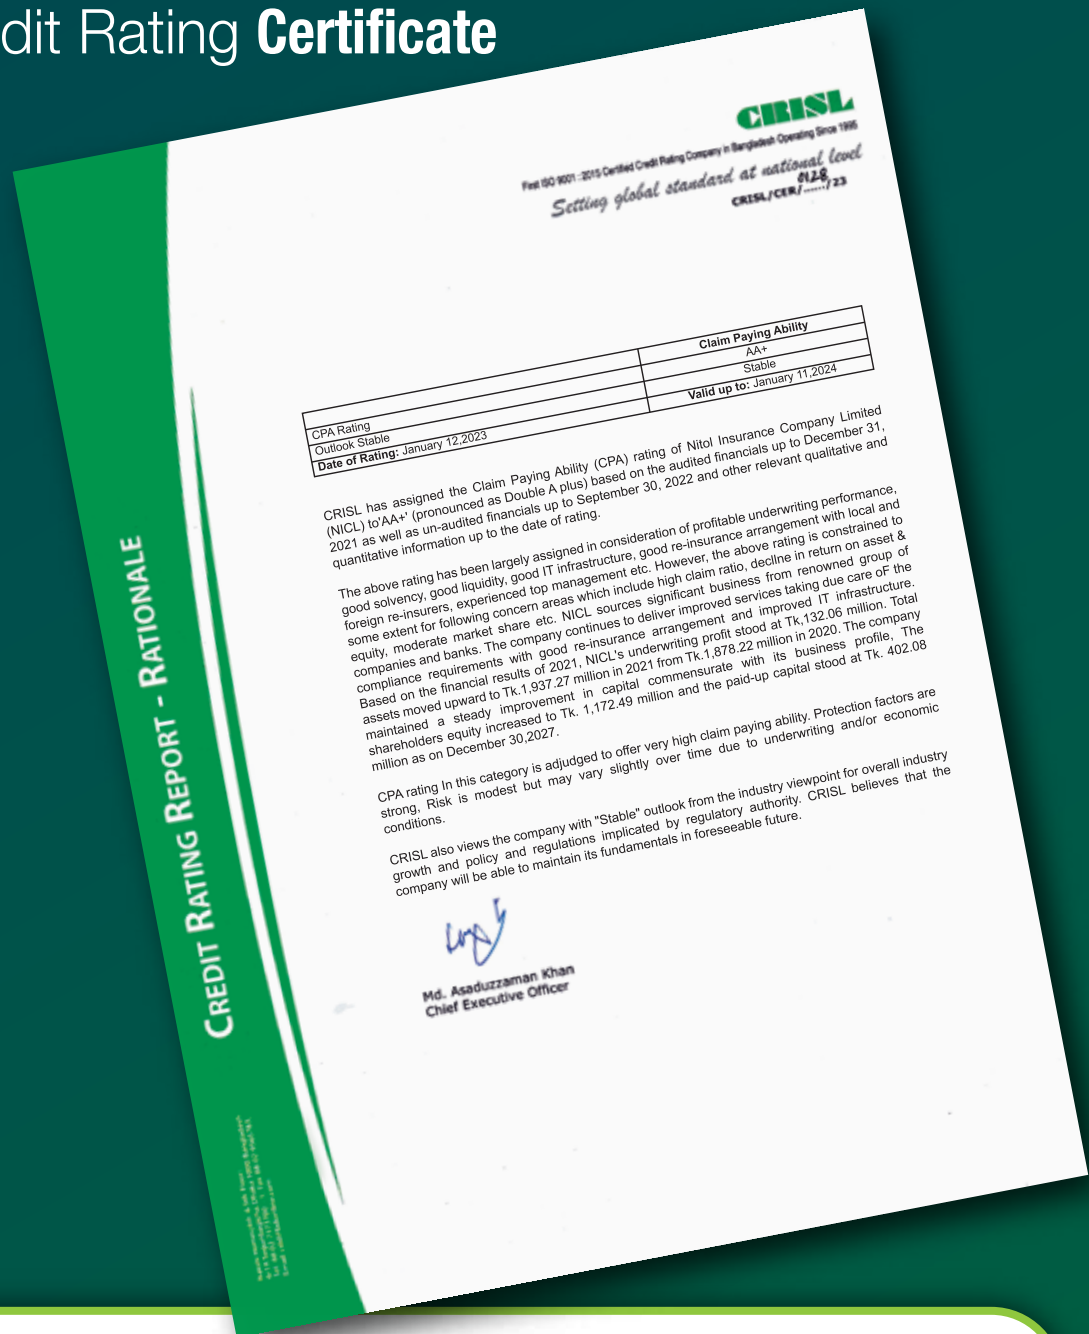 dit Rating Certificate
CRISL
First ISO 9001 : 2015 Certified Credit Rating Company in Bangladesh Operating Since 1995
Setting global standard at national level
CRISL/CER/...0128.../23
Claim Paying Ability
CPA Rating AA+
Outlook Stable Stable
Date of Rating: January 12,2023 Valid up to: January 11,2024
CRISL has assigned the Claim Paying Ability (CPA) rating of Nitol Insurance Company Limited
(NICL) to'AA+' (pronounced as Double A plus) based on the audited financials up to December 31,
2021 as well as un-audited financials up to September 30, 2022 and other relevant qualitative and
quantitative information up to the date of rating.
The above rating has been largely assigned in consideration of profitable underwriting performance,
good solvency, good liquidity, good IT infrastructure, good re-insurance arrangement with local and
foreign re-insurers, experienced top management etc. However, the above rating is constrained to
some extent for following concern areas which include high claim ratio, decllne in return on asset &
equity, moderate market share etc. NICL sources significant business from renowned group of
companies and banks. The company continues to deliver improved services taking due care oF the
compliance requirements with good re-insurance arrangement and improved IT infrastructure.
Based on the financial results of 2021, NICL's underwriting profit stood at Tk,132.06 million. Total
assets moved upward to Tk.1,937.27 million in 2021 from Tk.1,878.22 million in 2020. The company
maintained a steady improvement in capital commensurate with its business profile, The
shareholders equity increased to Tk. 1,172.49 million and the paid-up capital stood at Tk. 402.08
million as on December 30,2027.
CPA rating In this category is adjudged to offer very high claim paying ability. Protection factors are
strong, Risk is modest but may vary slightly over time due to underwriting and/or economic
conditions.
CRISL also views the company with "Stable" outlook from the industry viewpoint for overall industry
growth and policy and regulations implicated by regulatory authority. CRISL believes that the
company will be able to maintain its fundamentals in foreseeable future.
Md. Asaduzzaman Khan
Chief Executive Officer
CREDIT RATING REPORT - RATIONALE